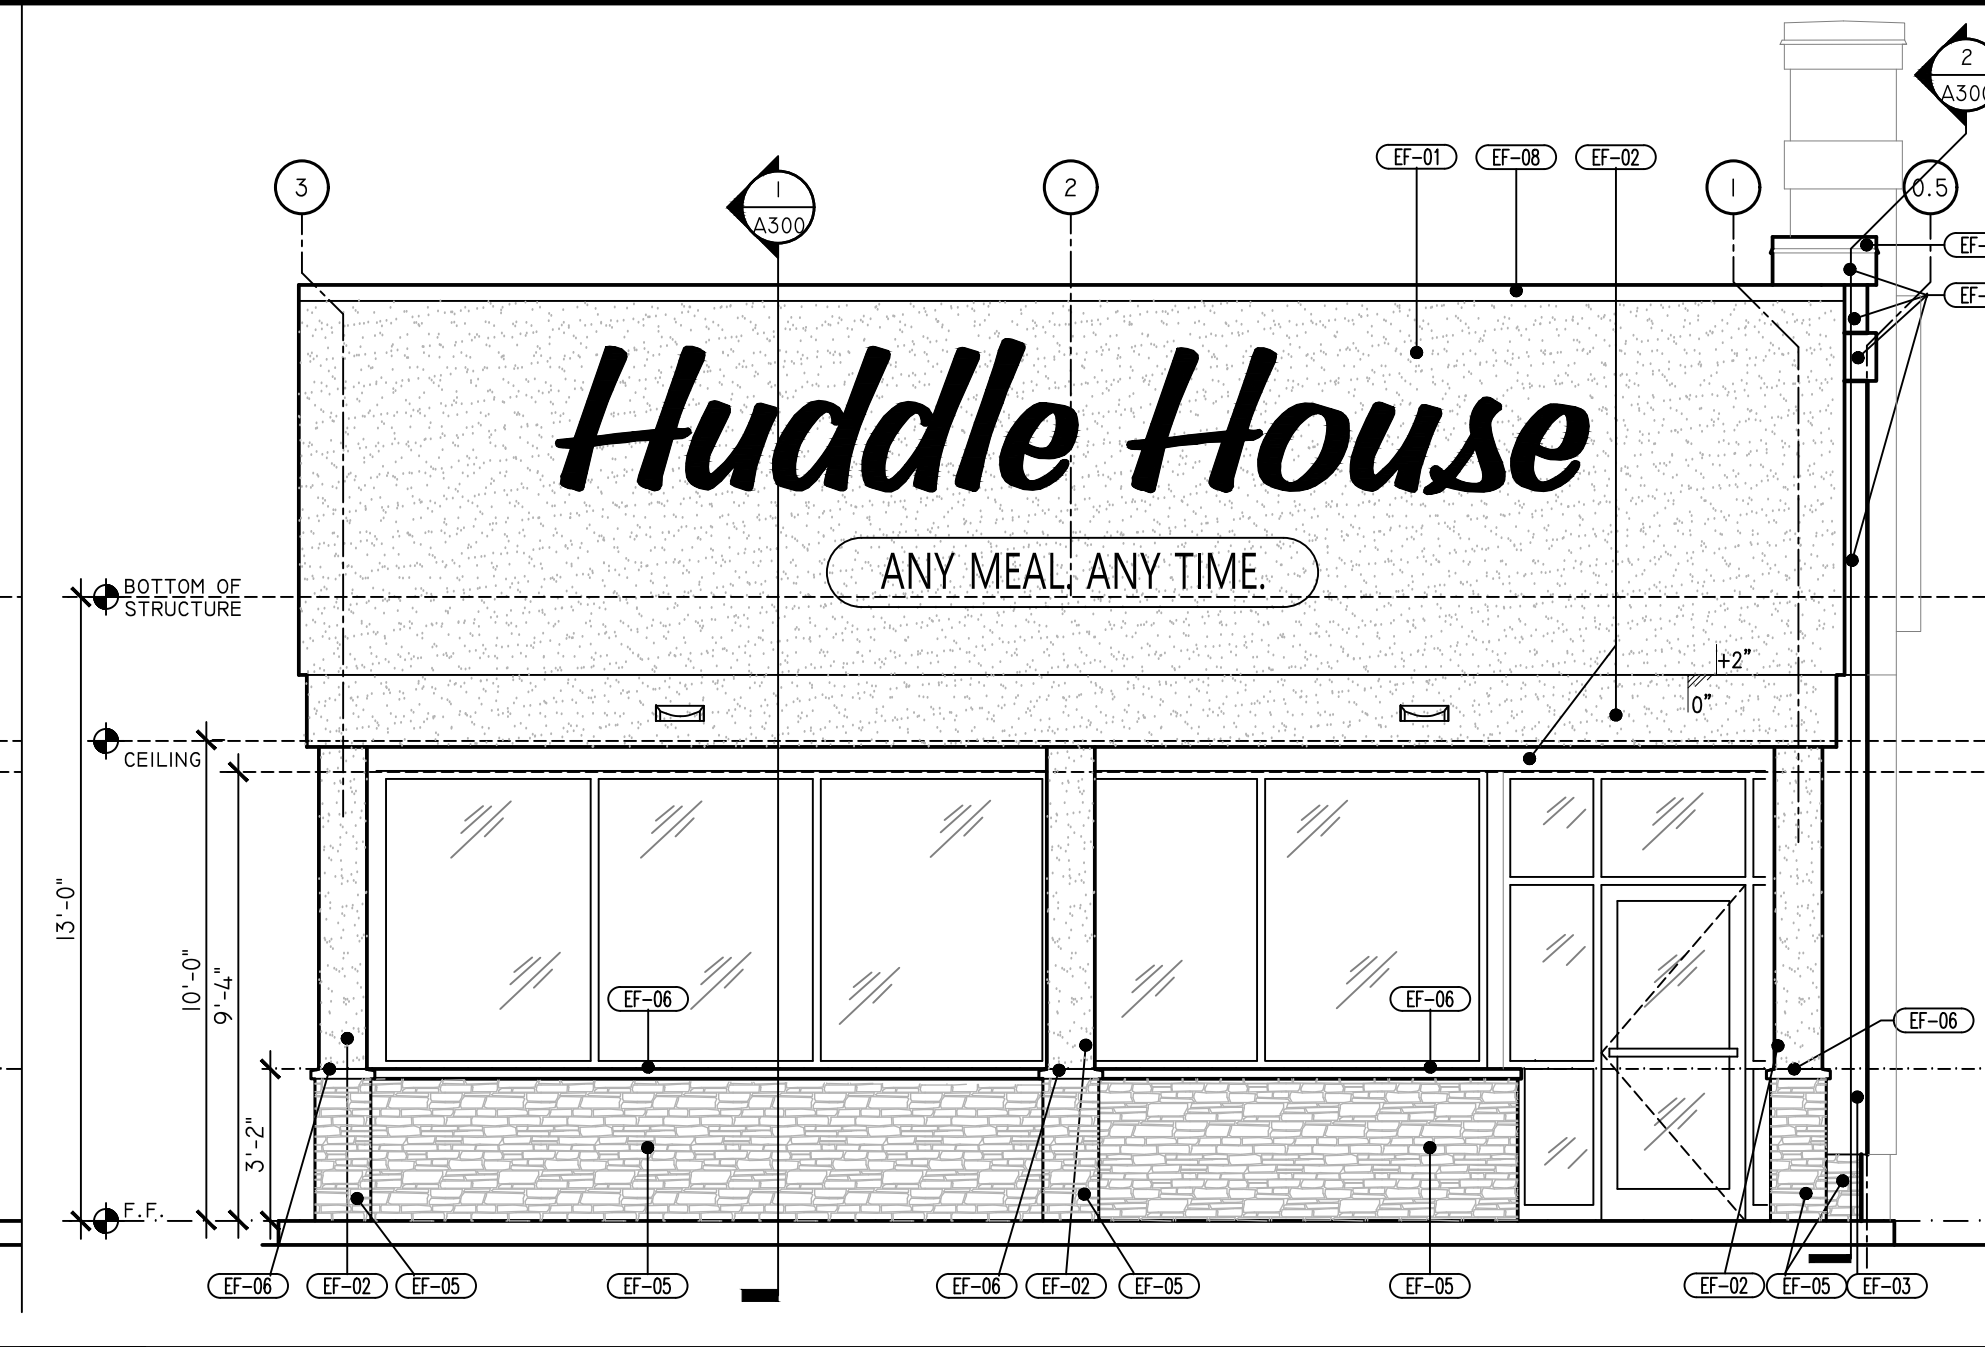 2
A300
EF-01
EF-08
EF-02
3
1
A300
2
1
0.5
EF-
EF-
Huddle House
ANY MEAL. ANY TIME.
BOTTOM OF
STRUCTURE
+2"
0"
CEILING
13'-0"
10'-0"
9'-4"
EF-06
EF-06
EF-06
3'-2"
F.F.
EF-06
EF-02
EF-05
EF-05
EF-06
EF-02
EF-05
EF-05
EF-02
EF-05
EF-03